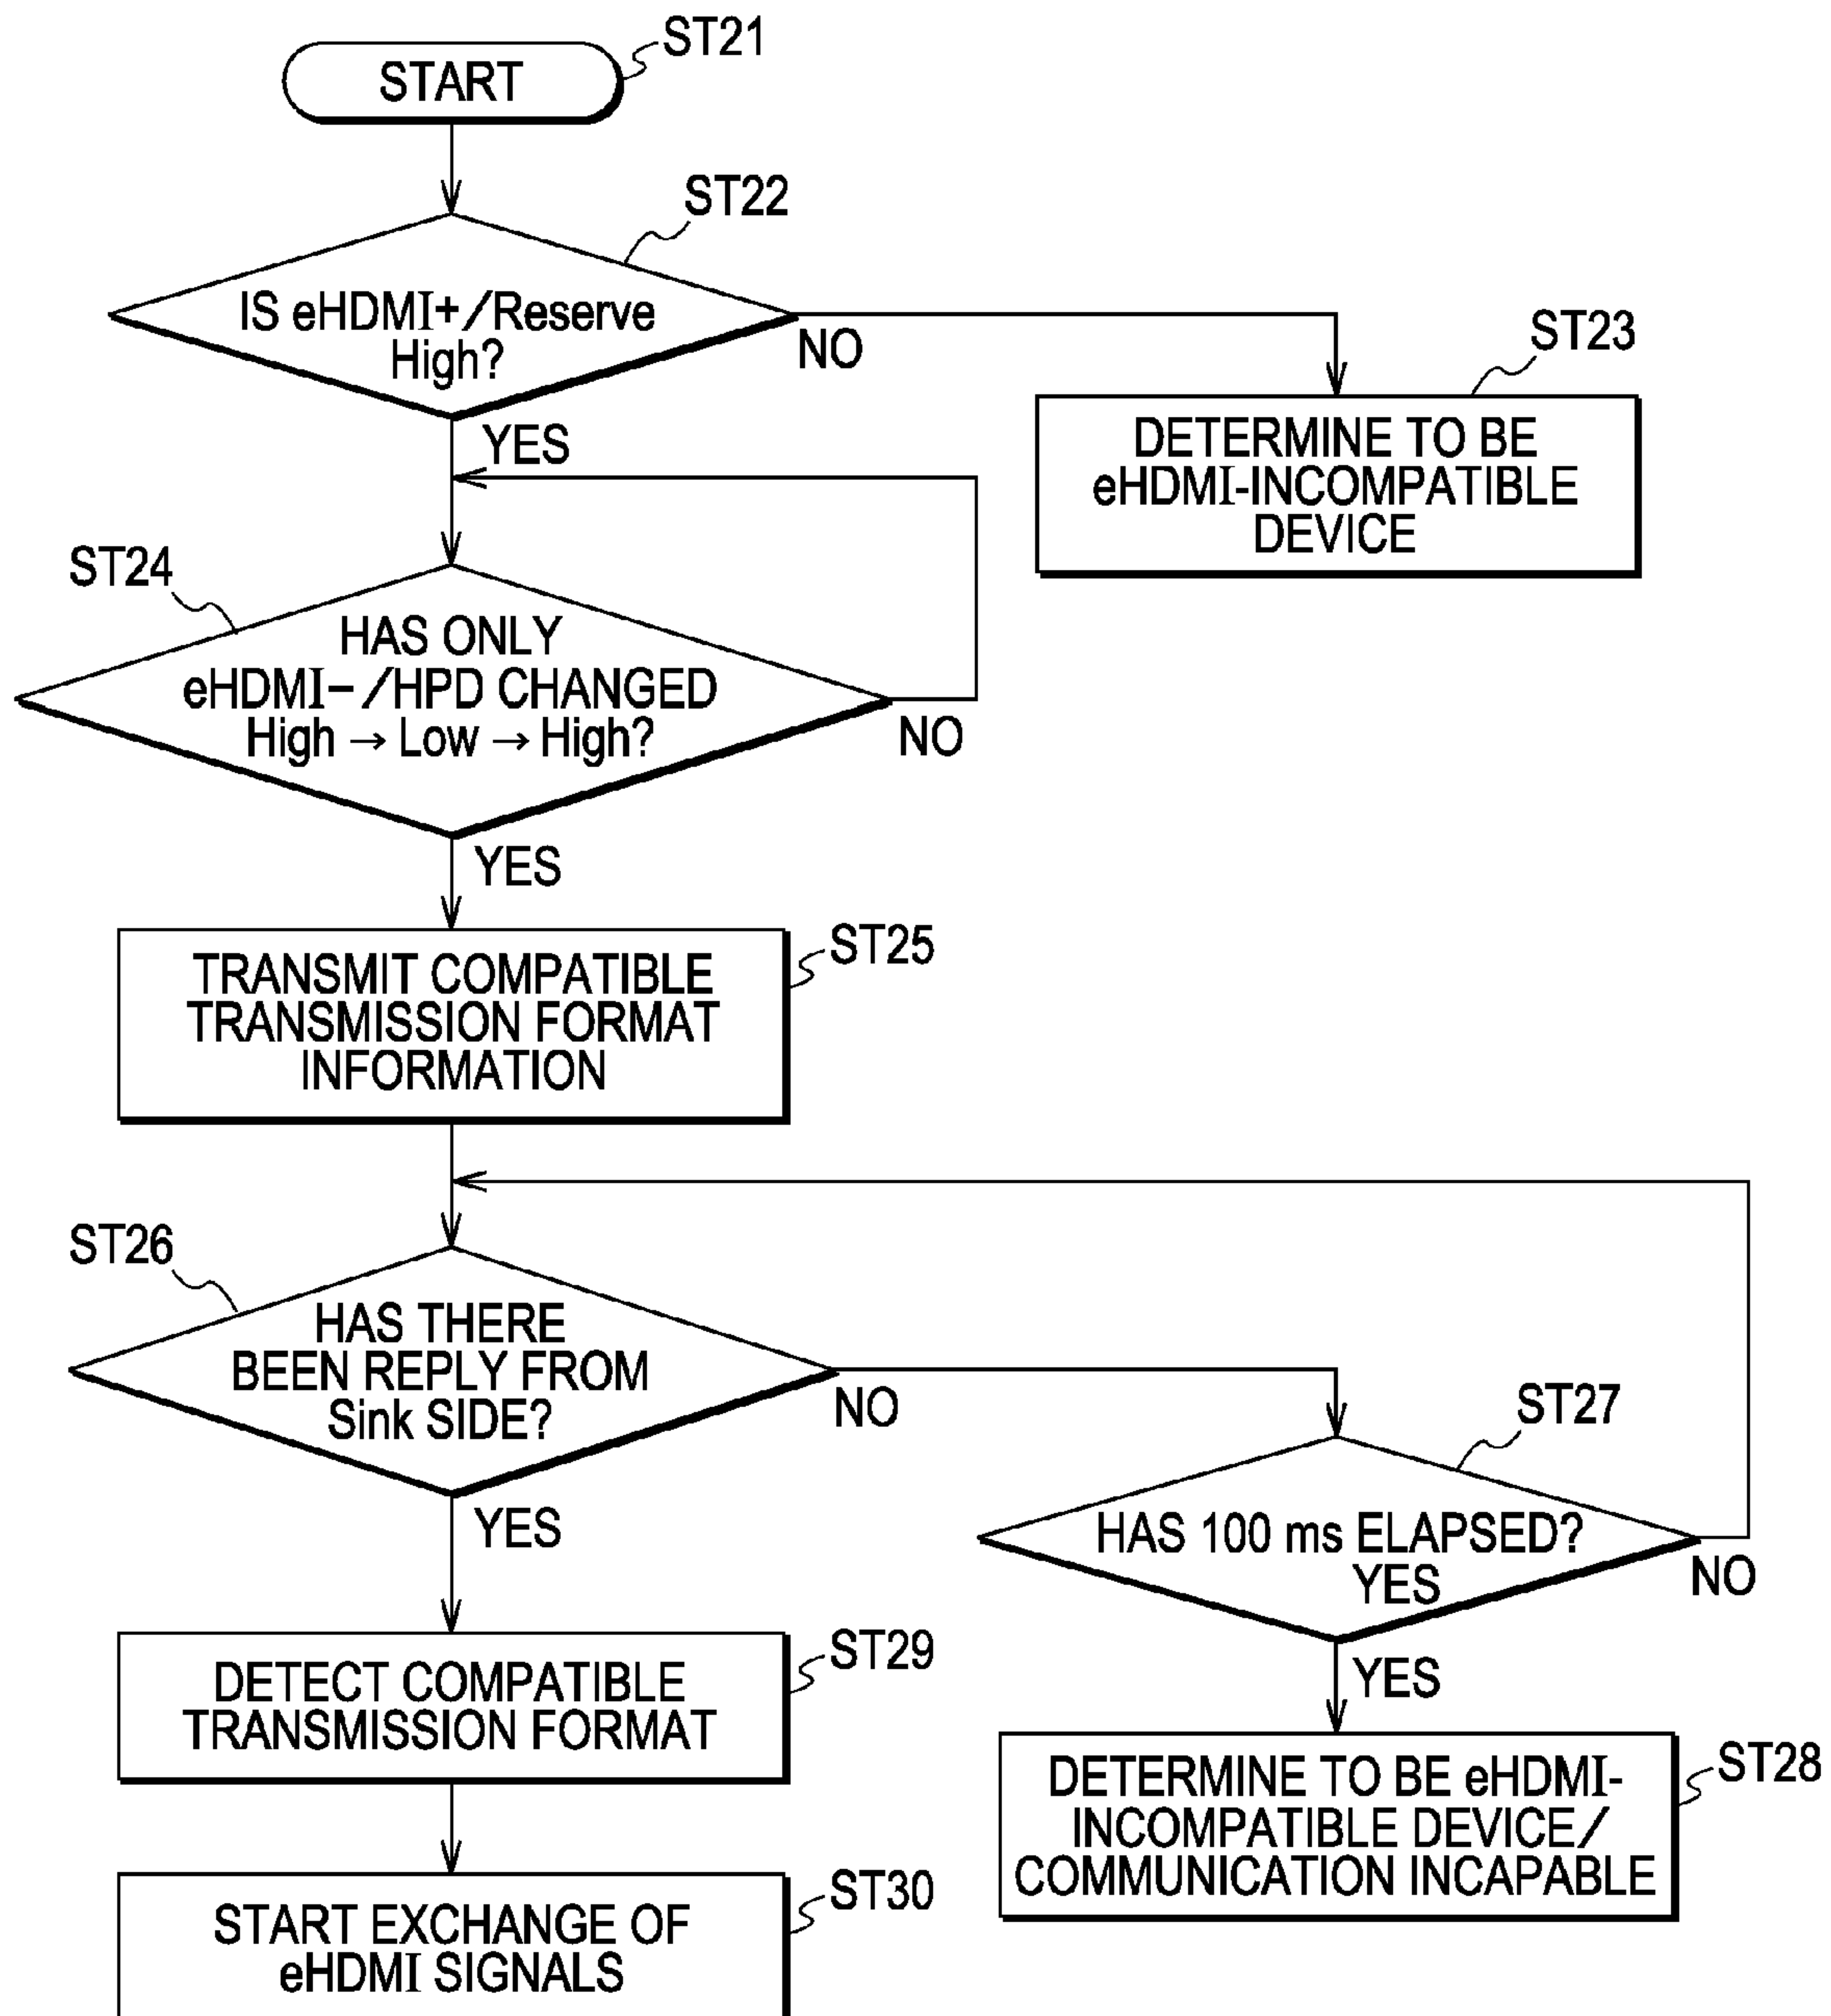 START
ST21
ST22
IS eHDMI+/Reserve
High?
NO
YES
ST23
DETERMINE TO BE
eHDMI-INCOMPATIBLE
DEVICE
ST24
HAS ONLY
eHDMI−/HPD CHANGED
High → Low → High?
NO
YES
ST25
TRANSMIT COMPATIBLE
TRANSMISSION FORMAT
INFORMATION
ST26
HAS THERE
BEEN REPLY FROM
Sink SIDE?
NO
YES
ST27
HAS 100 ms ELAPSED?
YES
NO
YES
ST28
DETERMINE TO BE eHDMI-
INCOMPATIBLE DEVICE/
COMMUNICATION INCAPABLE
ST29
DETECT COMPATIBLE
TRANSMISSION FORMAT
ST30
START EXCHANGE OF
eHDMI SIGNALS